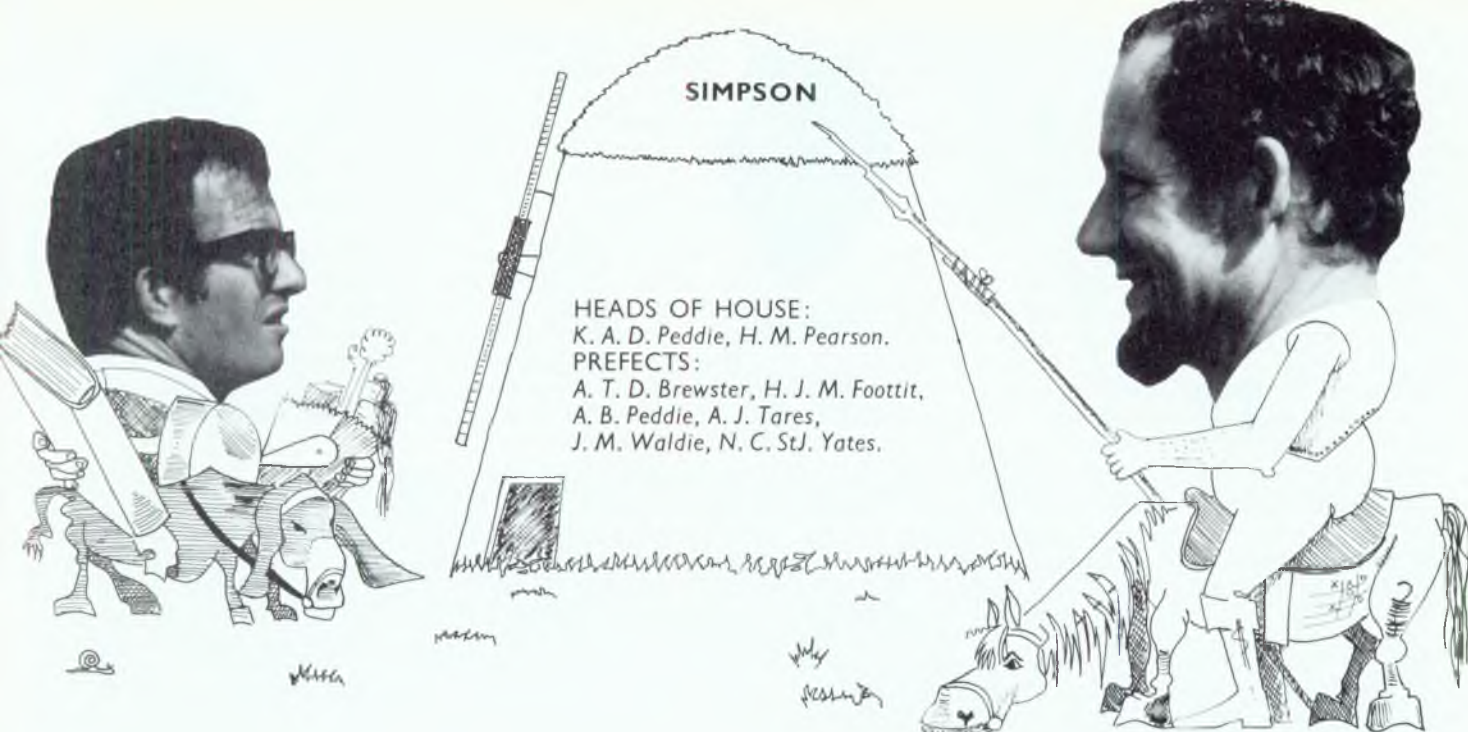 SIMPSON
HEADS OF HOUSE:
K. A. D. Peddie, H. M. Pearson.
PREFECTS:
A. T. D. Brewster, H. J. M. Foottit,
A. B. Peddie, A. J. Tares,
J. M. Waldie, N. C. StJ. Yates.